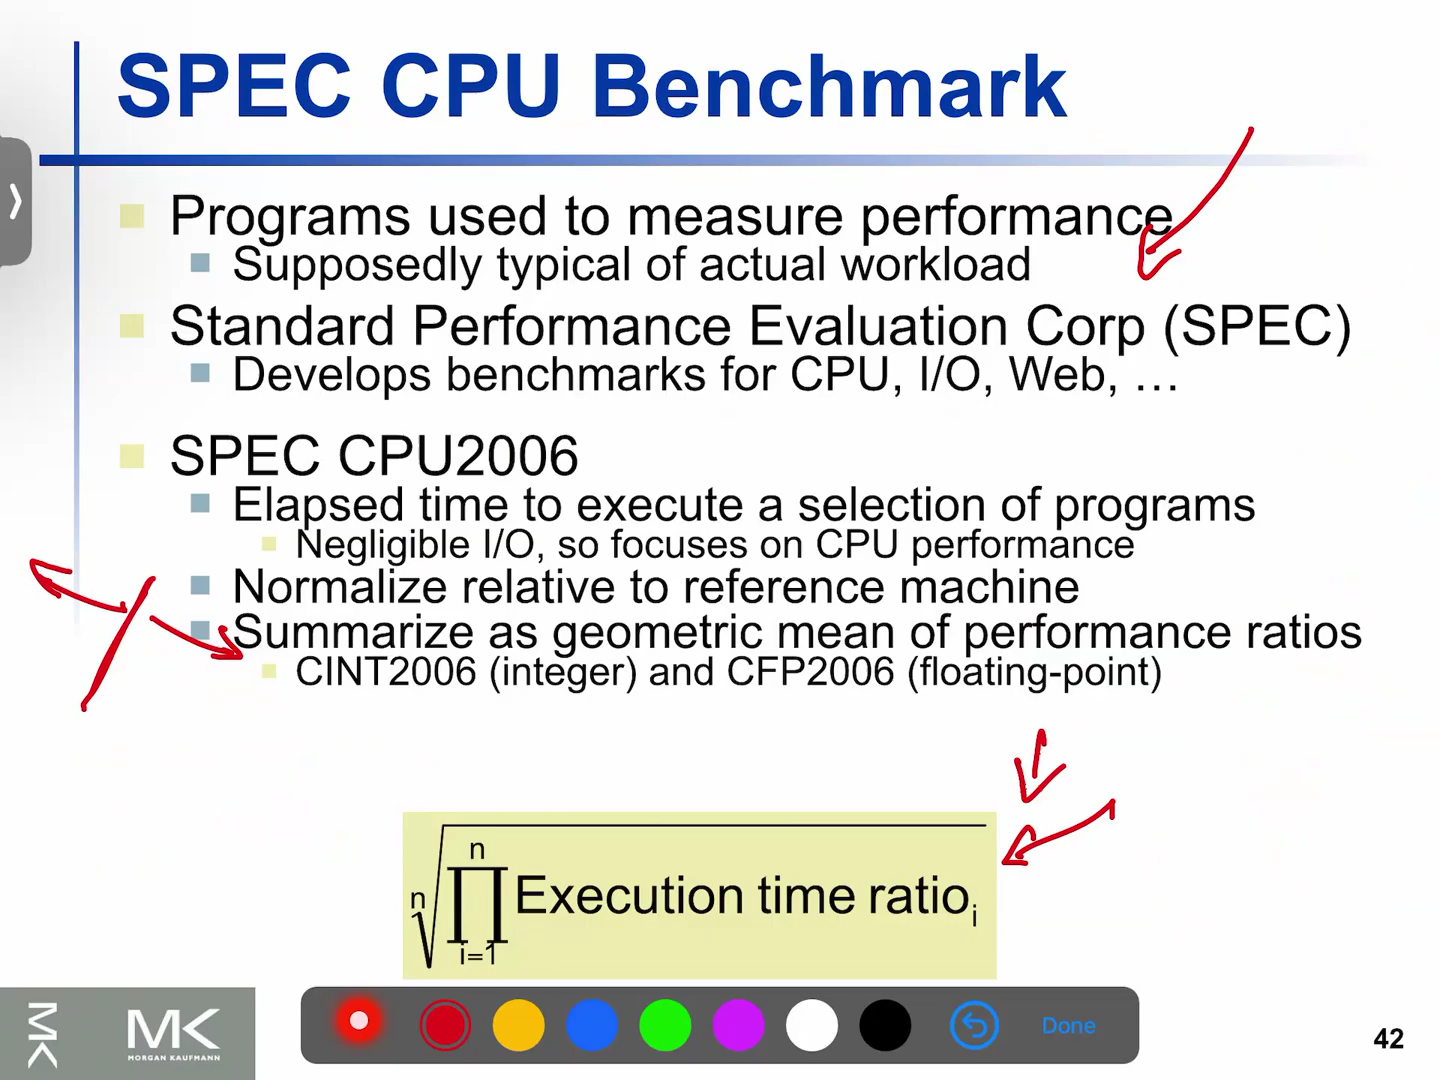 SPEC CPU Benchmark
Programs used to measure performance
Supposedly typical of actual workload
Standard Performance Evaluation Corp (SPEC)
Develops benchmarks for CPU, I/O, Web, …
SPEC CPU2006
Elapsed time to execute a selection of programs
Negligible I/O, so focuses on CPU performance
Normalize relative to reference machine
Summarize as geometric mean of performance ratios
CINT2006 (integer) and CFP2006 (floating-point)
n
n√∏ Execution time ratio_i
i=1
MK
MK
MORGAN KAUFMANN
Done
42